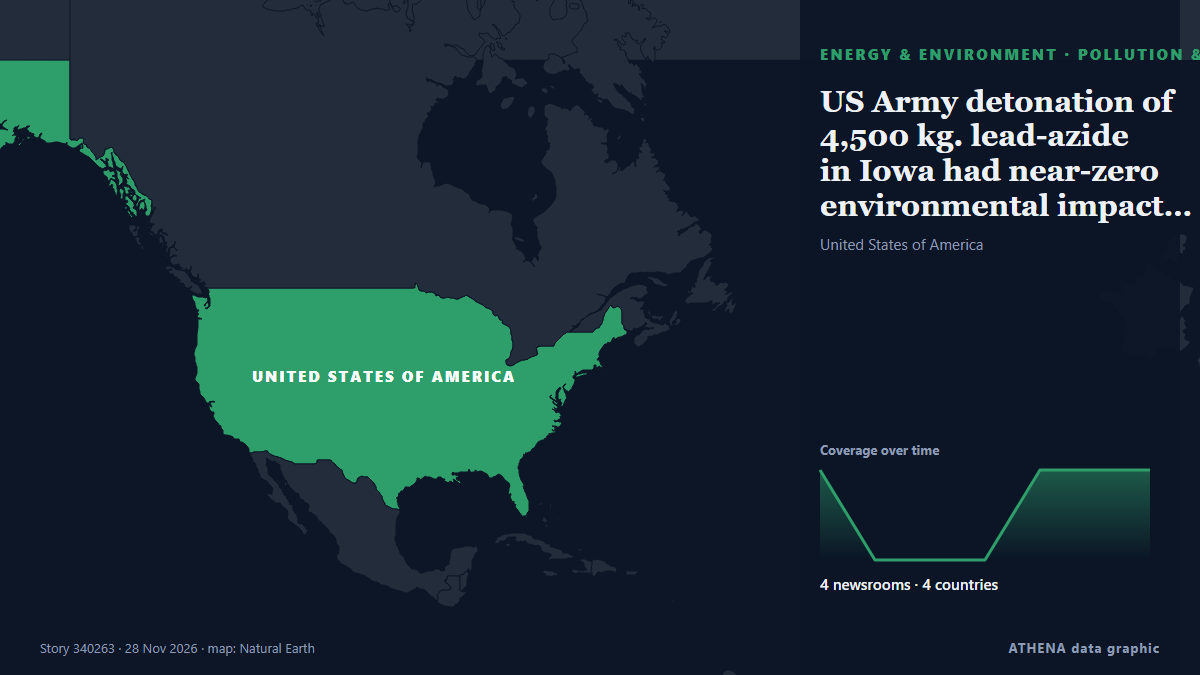 ENERGY & ENVIRONMENT · POLLUTION &
US Army detonation of
4,500 kg. lead-azide
in Iowa had near-zero
environmental impact…
United States of America
UNITED STATES OF AMERICA
Coverage over time
4 newsrooms · 4 countries
Story 340263 · 28 Nov 2026 · map: Natural Earth
ATHENA data graphic